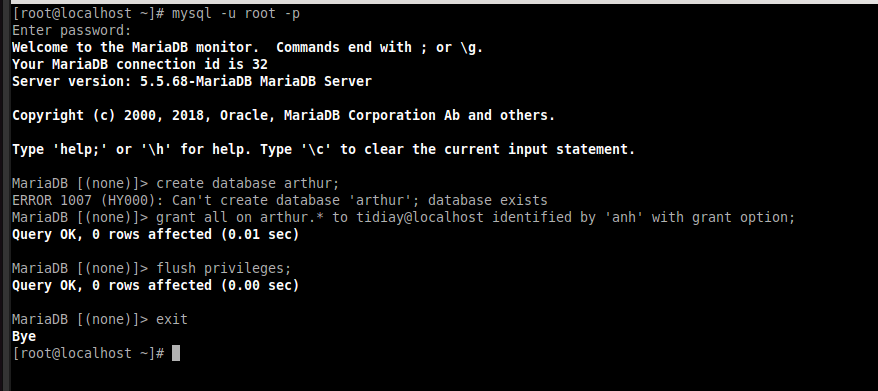 [root@localhost ~]# mysql -u root -p
Enter password:
Welcome to the MariaDB monitor.  Commands end with ; or \g.
Your MariaDB connection id is 32
Server version: 5.5.68-MariaDB MariaDB Server
Copyright (c) 2000, 2018, Oracle, MariaDB Corporation Ab and others.
Type 'help;' or '\h' for help. Type '\c' to clear the current input statement.
MariaDB [(none)]> create database arthur;
ERROR 1007 (HY000): Can't create database 'arthur'; database exists
MariaDB [(none)]> grant all on arthur.* to tidiay@localhost identified by 'anh' with grant option;
Query OK, 0 rows affected (0.01 sec)
MariaDB [(none)]> flush privileges;
Query OK, 0 rows affected (0.00 sec)
MariaDB [(none)]> exit
Bye
[root@localhost ~]#